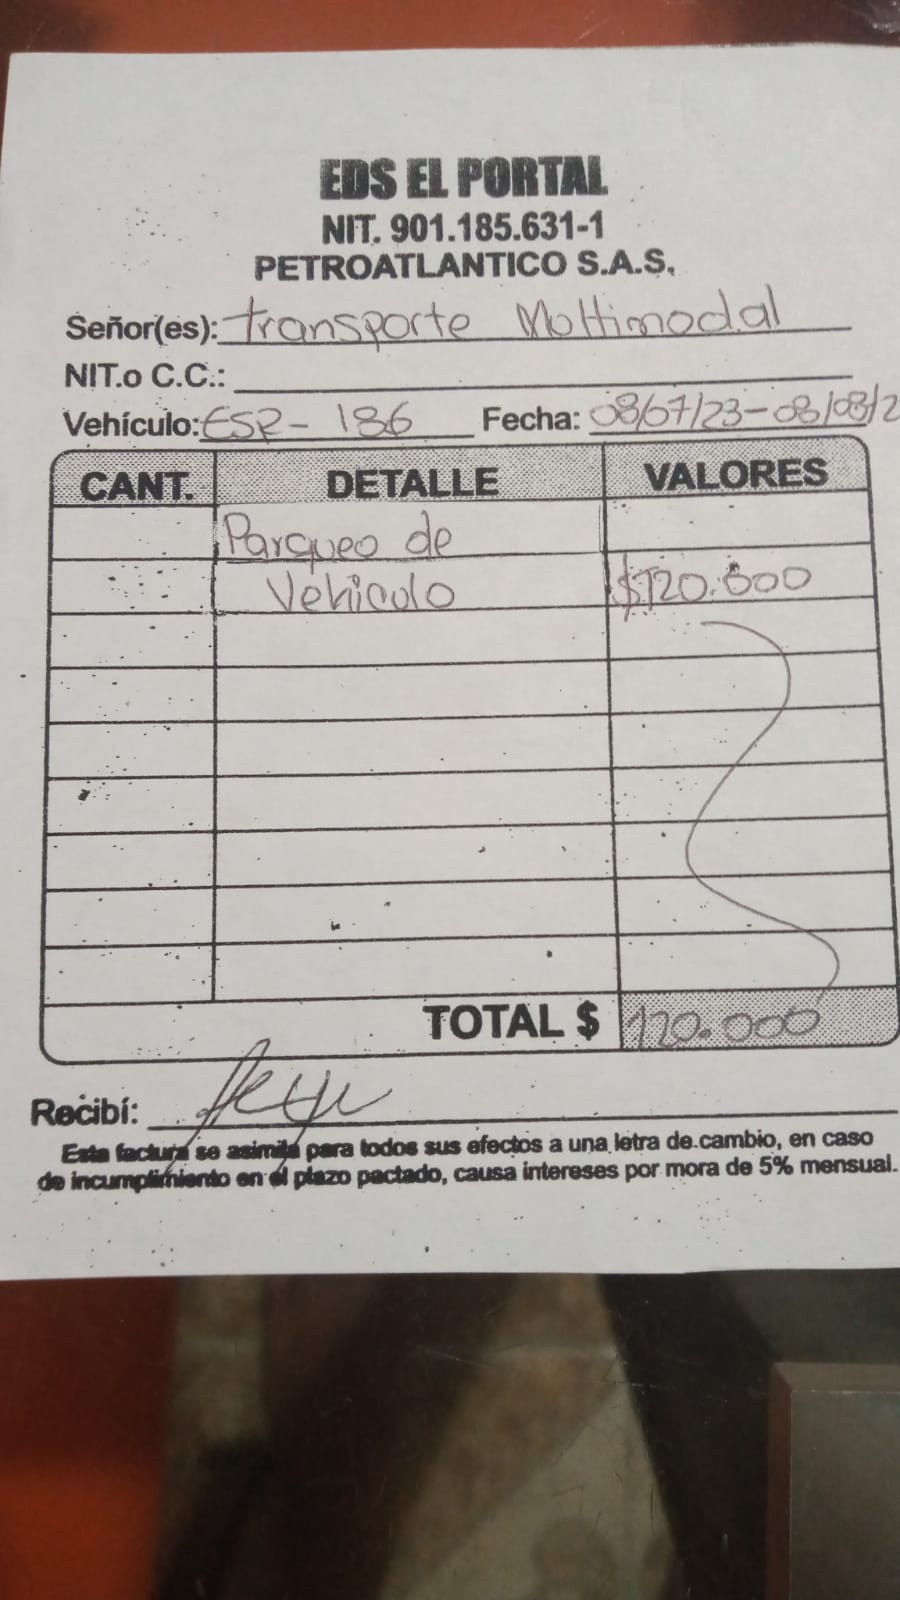 EDS EL PORTAL
NIT. 901.185.631-1
PETROATLANTICO S.A.S.
Señor(es): Transporte Moltimodal
NIT.o C.C.:
Vehículo: ESR-186 Fecha: 08/07/23-08/08/2
CANT. DETALLE VALORES
Parqueo de
Vehiculo $120.000
TOTAL $ 120.000
Recibí:
Esta factura se asimila para todos sus efectos a una letra de cambio, en caso
de incumplimiento en el plazo pactado, causa intereses por mora de 5% mensual.